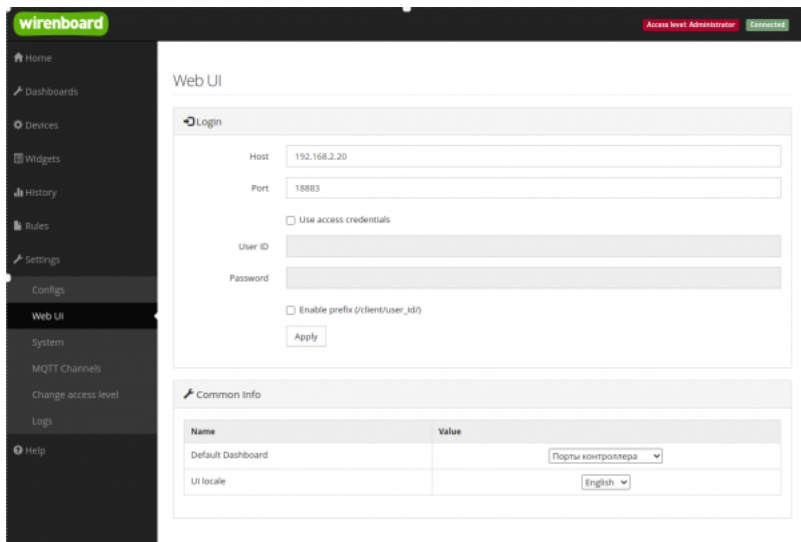 wirenboard
Access level: Administrator
Connected
Home
Dashboards
Devices
Widgets
History
Rules
Settings
Configs
Web UI
System
MQTT Channels
Change access level
Logs
Help
Web UI
Login
Host 192.168.2.20
Port 18883
Use access credentials
User ID
Password
Enable prefix (/client/user_id/)
Apply
Common Info
Name Value
Default Dashboard Порты контроллера
UI locale English